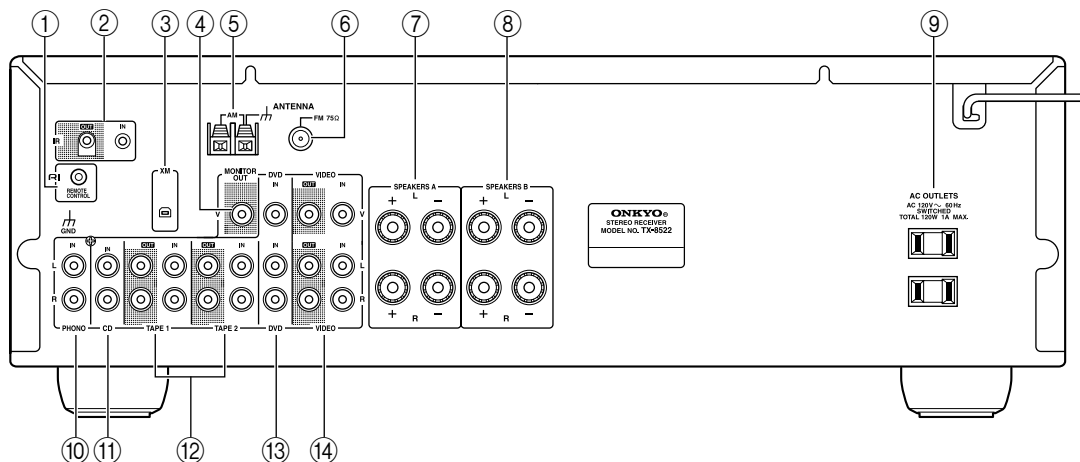 ① ② ③ ④ ⑤ ⑥ ⑦ ⑧ ⑨
ANTENNA
AM
FM 75Ω
OUT IN
IR
XM
REMOTE
CONTROL
GND
MONITOR
OUT
DVD
IN
VIDEO
OUT IN
V V
SPEAKERS A
L
+ −
+ −
R
SPEAKERS B
L
+ −
+ −
R
ONKYO®
STEREO RECEIVER
MODEL NO. TX-8522
AC OUTLETS
AC 120V～ 60Hz
SWITCHED
TOTAL 120W 1A MAX.
IN IN OUT IN OUT IN IN OUT IN
L L
R R
PHONO CD TAPE 1 TAPE 2 DVD VIDEO
⑩ ⑪ ⑫ ⑬ ⑭